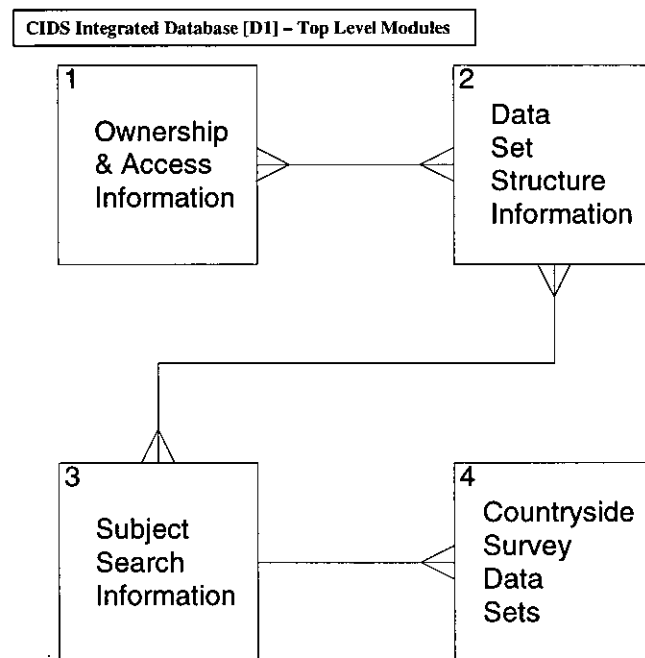 CIDS Integrated Database [D1] – Top Level Modules
1
Ownership
& Access
Information
2
Data
Set
Structure
Information
3
Subject
Search
Information
4
Countryside
Survey
Data
Sets